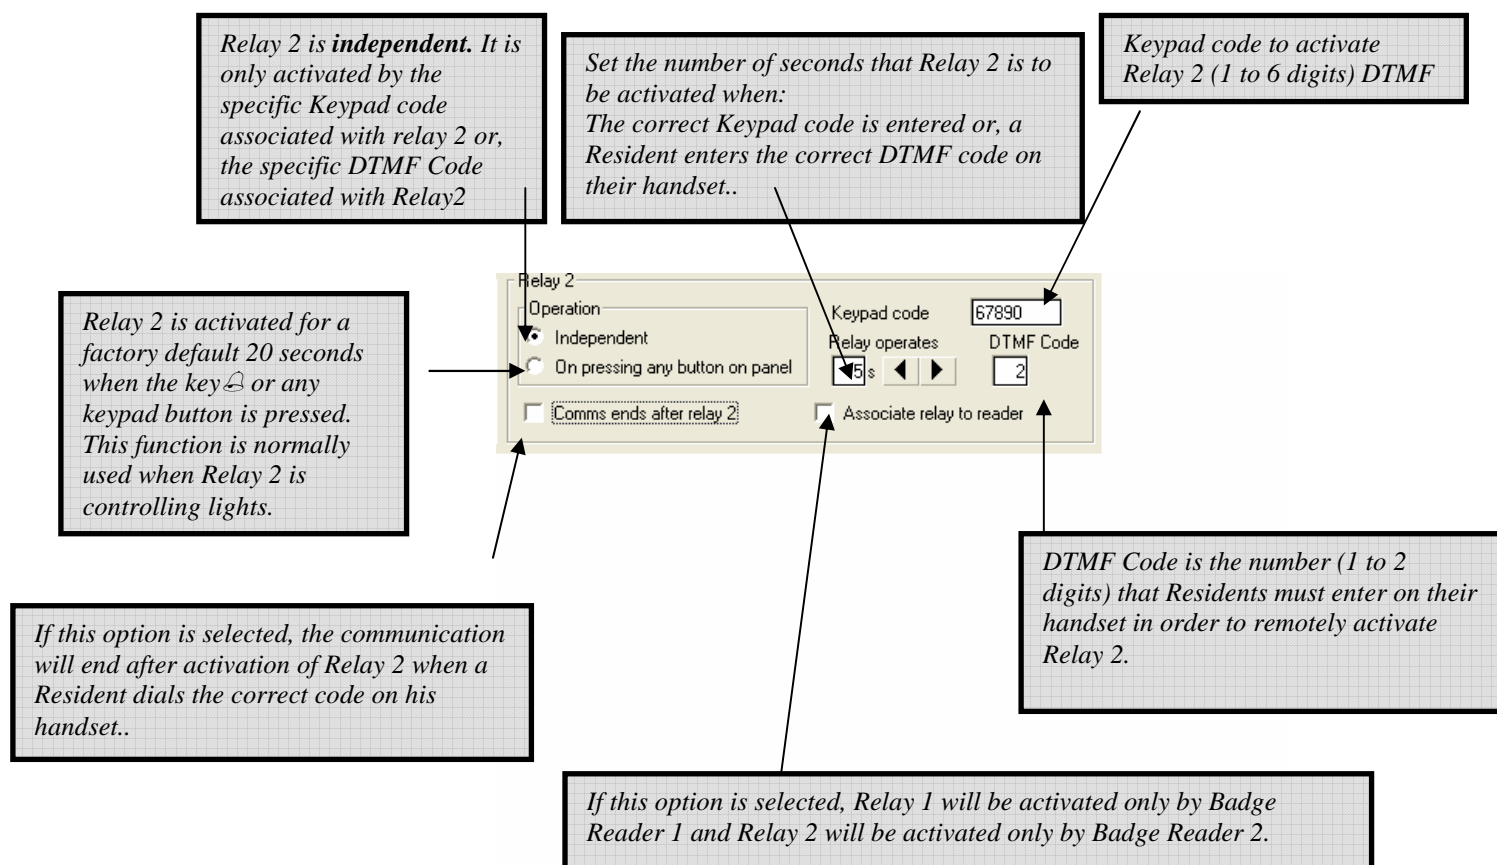 Relay 2 is independent. It is
only activated by the
specific Keypad code
associated with relay 2 or,
the specific DTMF Code
associated with Relay2
Set the number of seconds that Relay 2 is to
be activated when:
The correct Keypad code is entered or, a
Resident enters the correct DTMF code on
their handset..
Keypad code to activate
Relay 2 (1 to 6 digits) DTMF
Relay 2 is activated for a
factory default 20 seconds
when the key or any
keypad button is pressed.
This function is normally
used when Relay 2 is
controlling lights.
Relay 2
Operation
Independent
On pressing any button on panel
Keypad code
67890
Relay operates
DTMF Code
5 s
2
Comms ends after relay 2
Associate relay to reader
DTMF Code is the number (1 to 2
digits) that Residents must enter on their
handset in order to remotely activate
Relay 2.
If this option is selected, the communication
will end after activation of Relay 2 when a
Resident dials the correct code on his
handset..
If this option is selected, Relay 1 will be activated only by Badge
Reader 1 and Relay 2 will be activated only by Badge Reader 2.